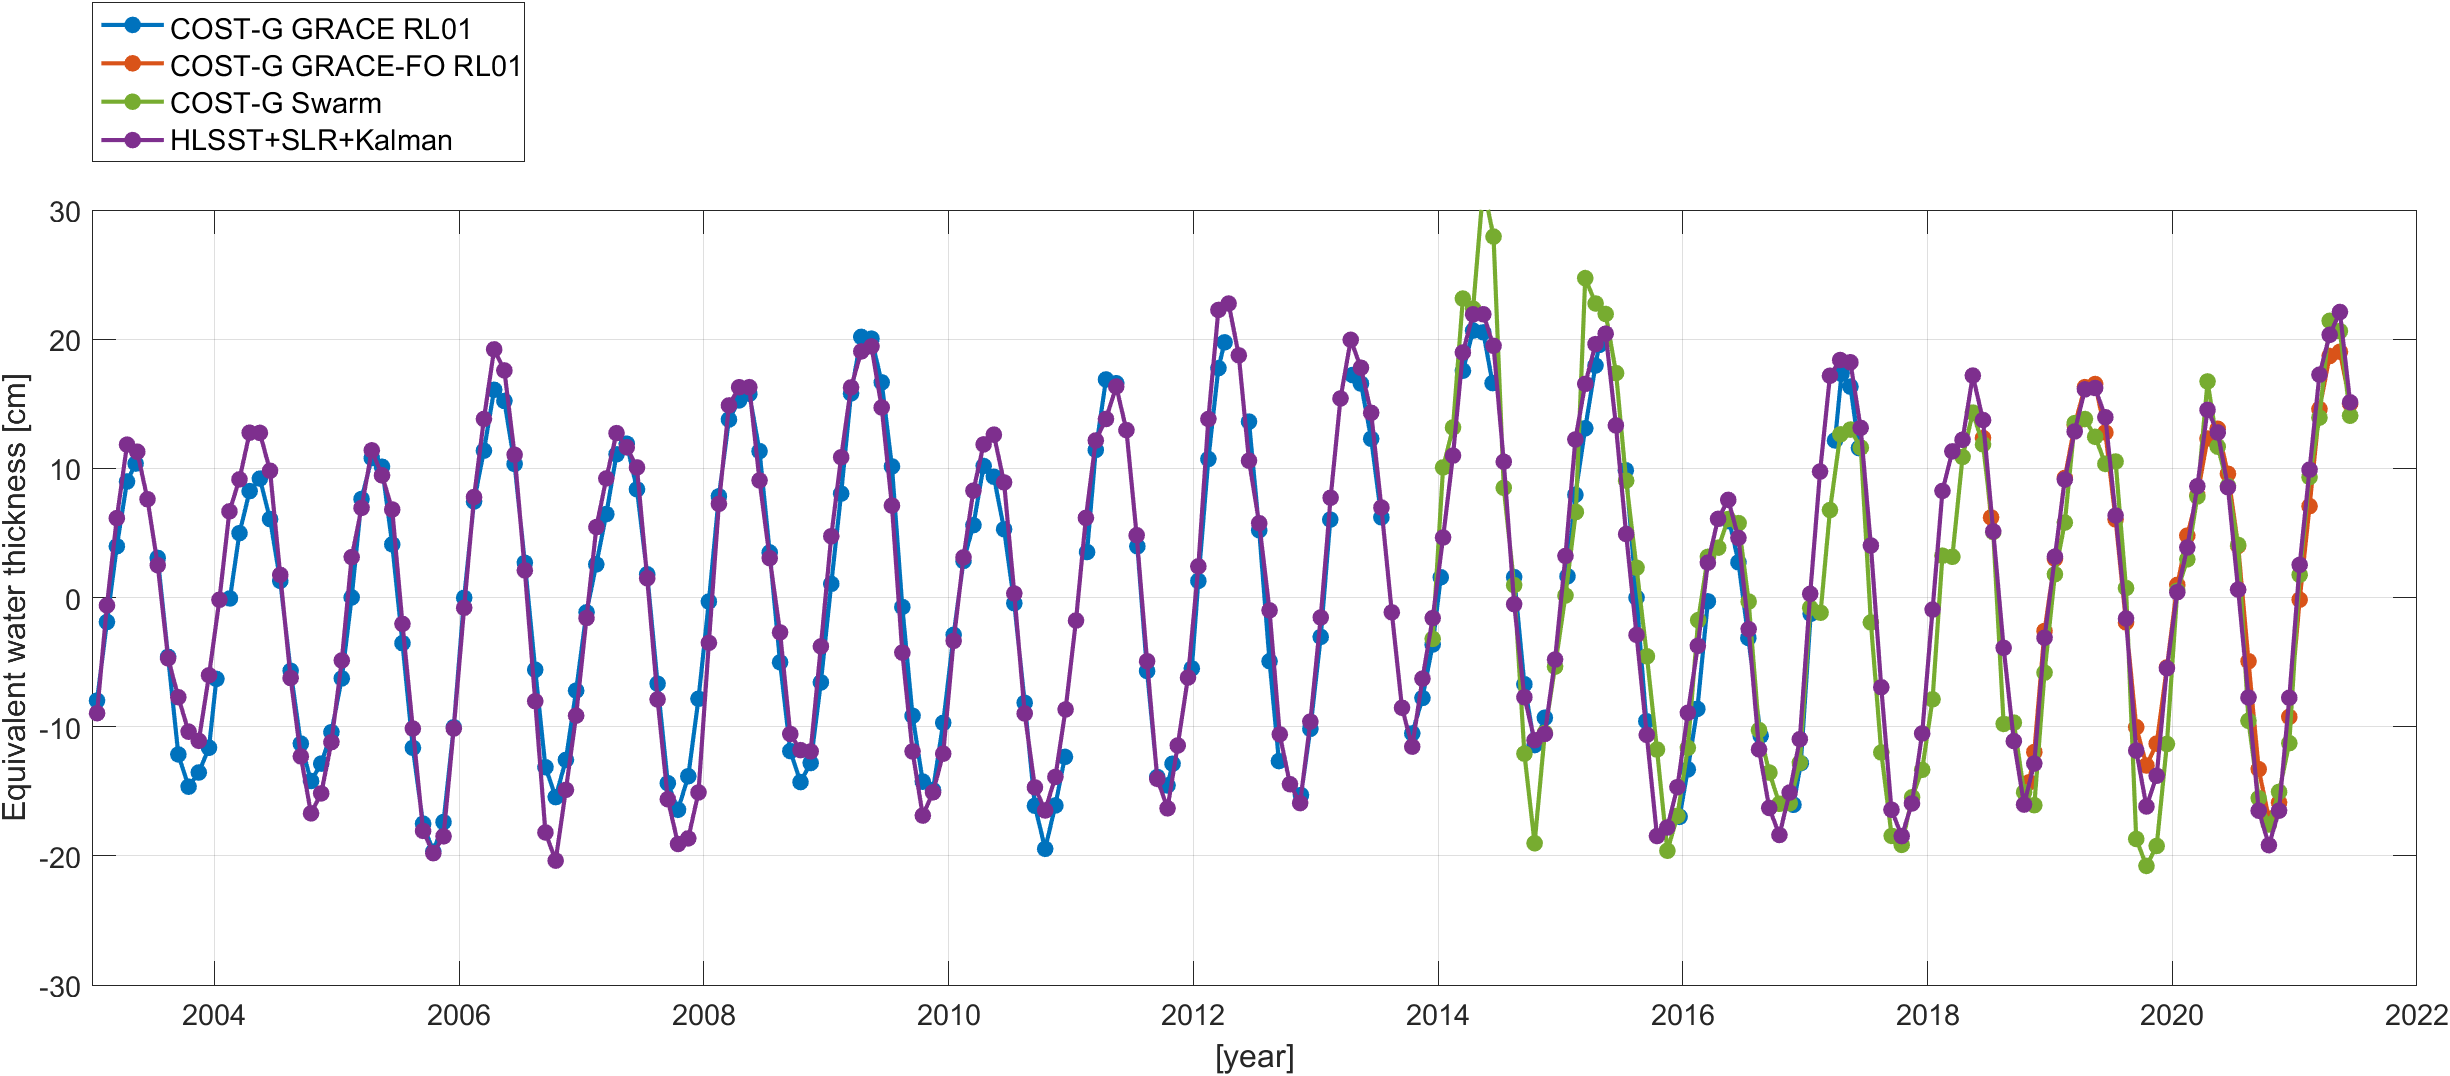 COST-G GRACE RL01
COST-G GRACE-FO RL01
COST-G Swarm
HLSST+SLR+Kalman
Equivalent water thickness [cm]
30
20
10
0
-10
-20
-30
2004 2006 2008 2010 2012 2014 2016 2018 2020 2022
[year]